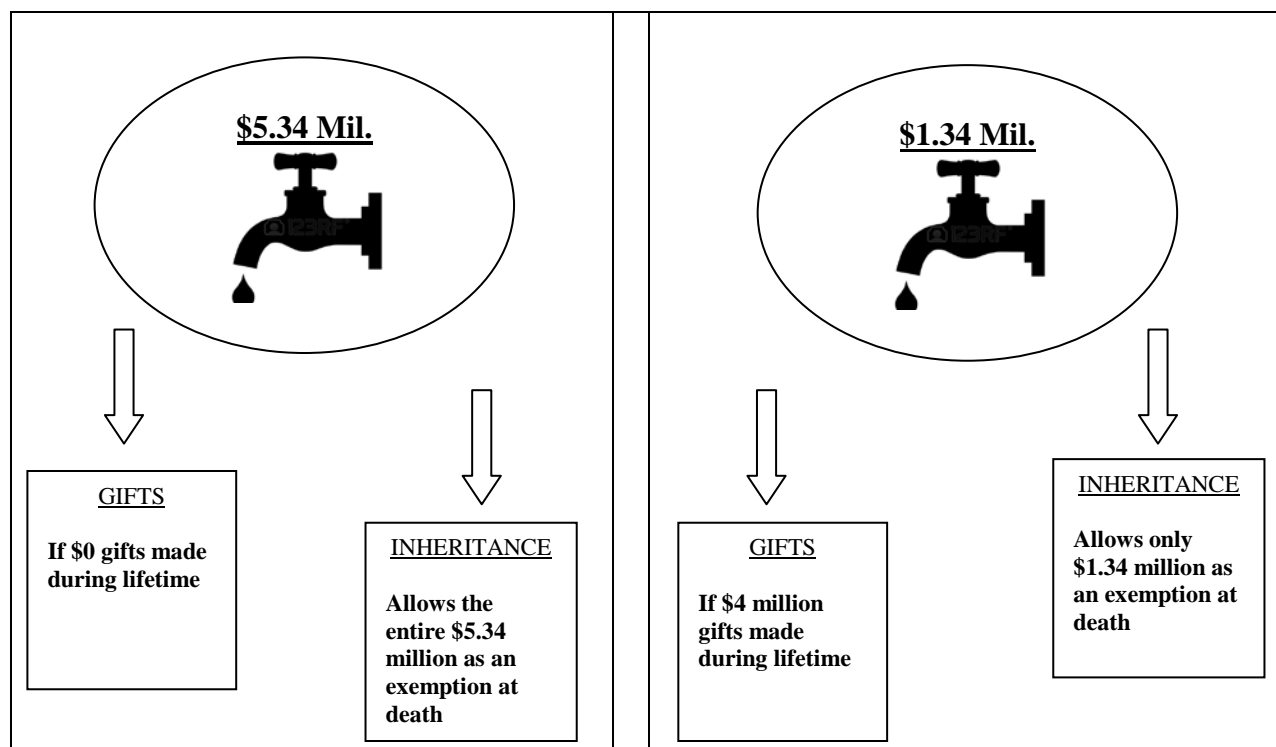 $5.34 Mil.
123RF
GIFTS
If $0 gifts made
during lifetime
INHERITANCE
Allows the
entire $5.34
million as an
exemption at
death
$1.34 Mil.
123RF
GIFTS
If $4 million
gifts made
during lifetime
INHERITANCE
Allows only
$1.34 million as
an exemption at
death